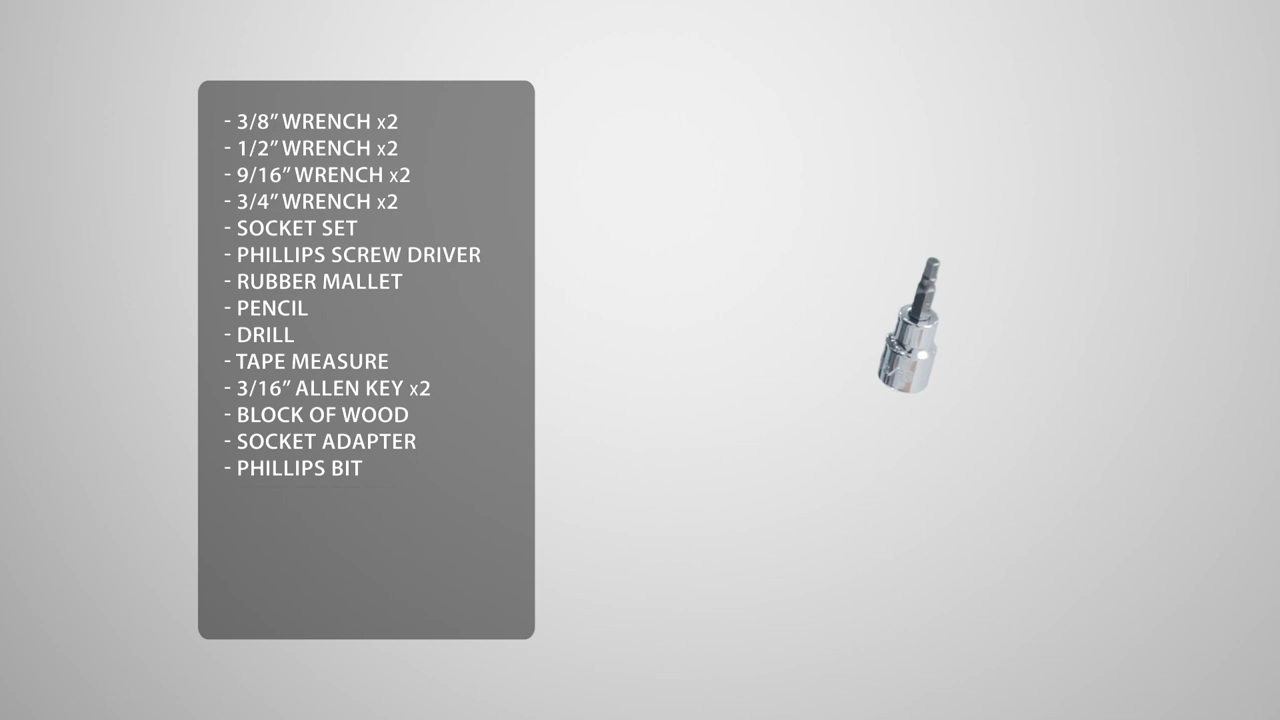 - 3/8” WRENCH x2
- 1/2” WRENCH x2
- 9/16” WRENCH x2
- 3/4” WRENCH x2
- SOCKET SET
- PHILLIPS SCREW DRIVER
- RUBBER MALLET
- PENCIL
- DRILL
- TAPE MEASURE
- 3/16” ALLEN KEY x2
- BLOCK OF WOOD
- SOCKET ADAPTER
- PHILLIPS BIT